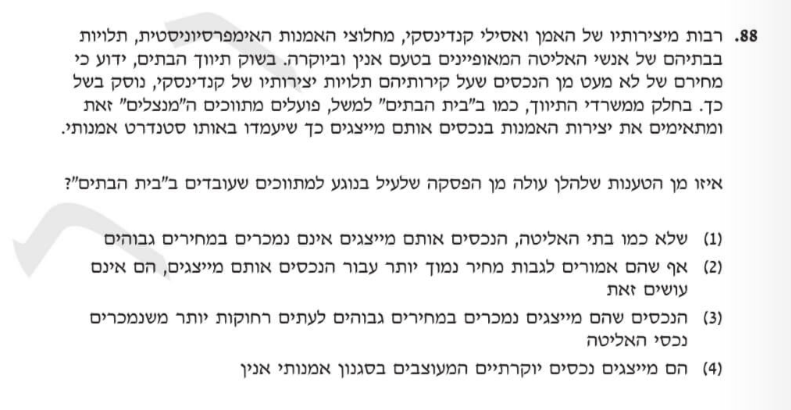 88. רבות מיצירותיו של האמן ואסילי קנדינסקי, מחלוצי האמנות האימפרסיוניסטית, תלויות
בבתיהם של אנשי האליטה המאופיינים בטעם אנין וביוקרה. בשוק תיווך הבתים, ידוע כי
מחירם של לא מעט מן הנכסים שעל קירותיהם תלויות יצירותיו של קנדינסקי, נוסק בשל
כך. בחלק ממשרדי התיווך, כמו ב"בית הבתים" למשל, פועלים מתווכים ה"מנצלים" זאת
ומתאימים את יצירות האמנות בנכסים אותם מייצגים כך שיעמדו באותו סטנדרט אמנותי.
איזו מן הטענות שלהלן עולה מן הפסקה שלעיל בנוגע למתווכים שעובדים ב"בית הבתים"?
(1) שלא כמו בתי האליטה, הנכסים אותם מייצגים אינם נמכרים במחירים גבוהים
(2) אף שהם אמורים לגבות מחיר נמוך יותר עבור הנכסים אותם מייצגים, הם אינם
עושים זאת
(3) הנכסים שהם מייצגים נמכרים במחירים גבוהים לעתים רחוקות יותר משנמכרים
נכסי האליטה
(4) הם מייצגים נכסים יוקרתיים המעוצבים בסגנון אמנותי אנין